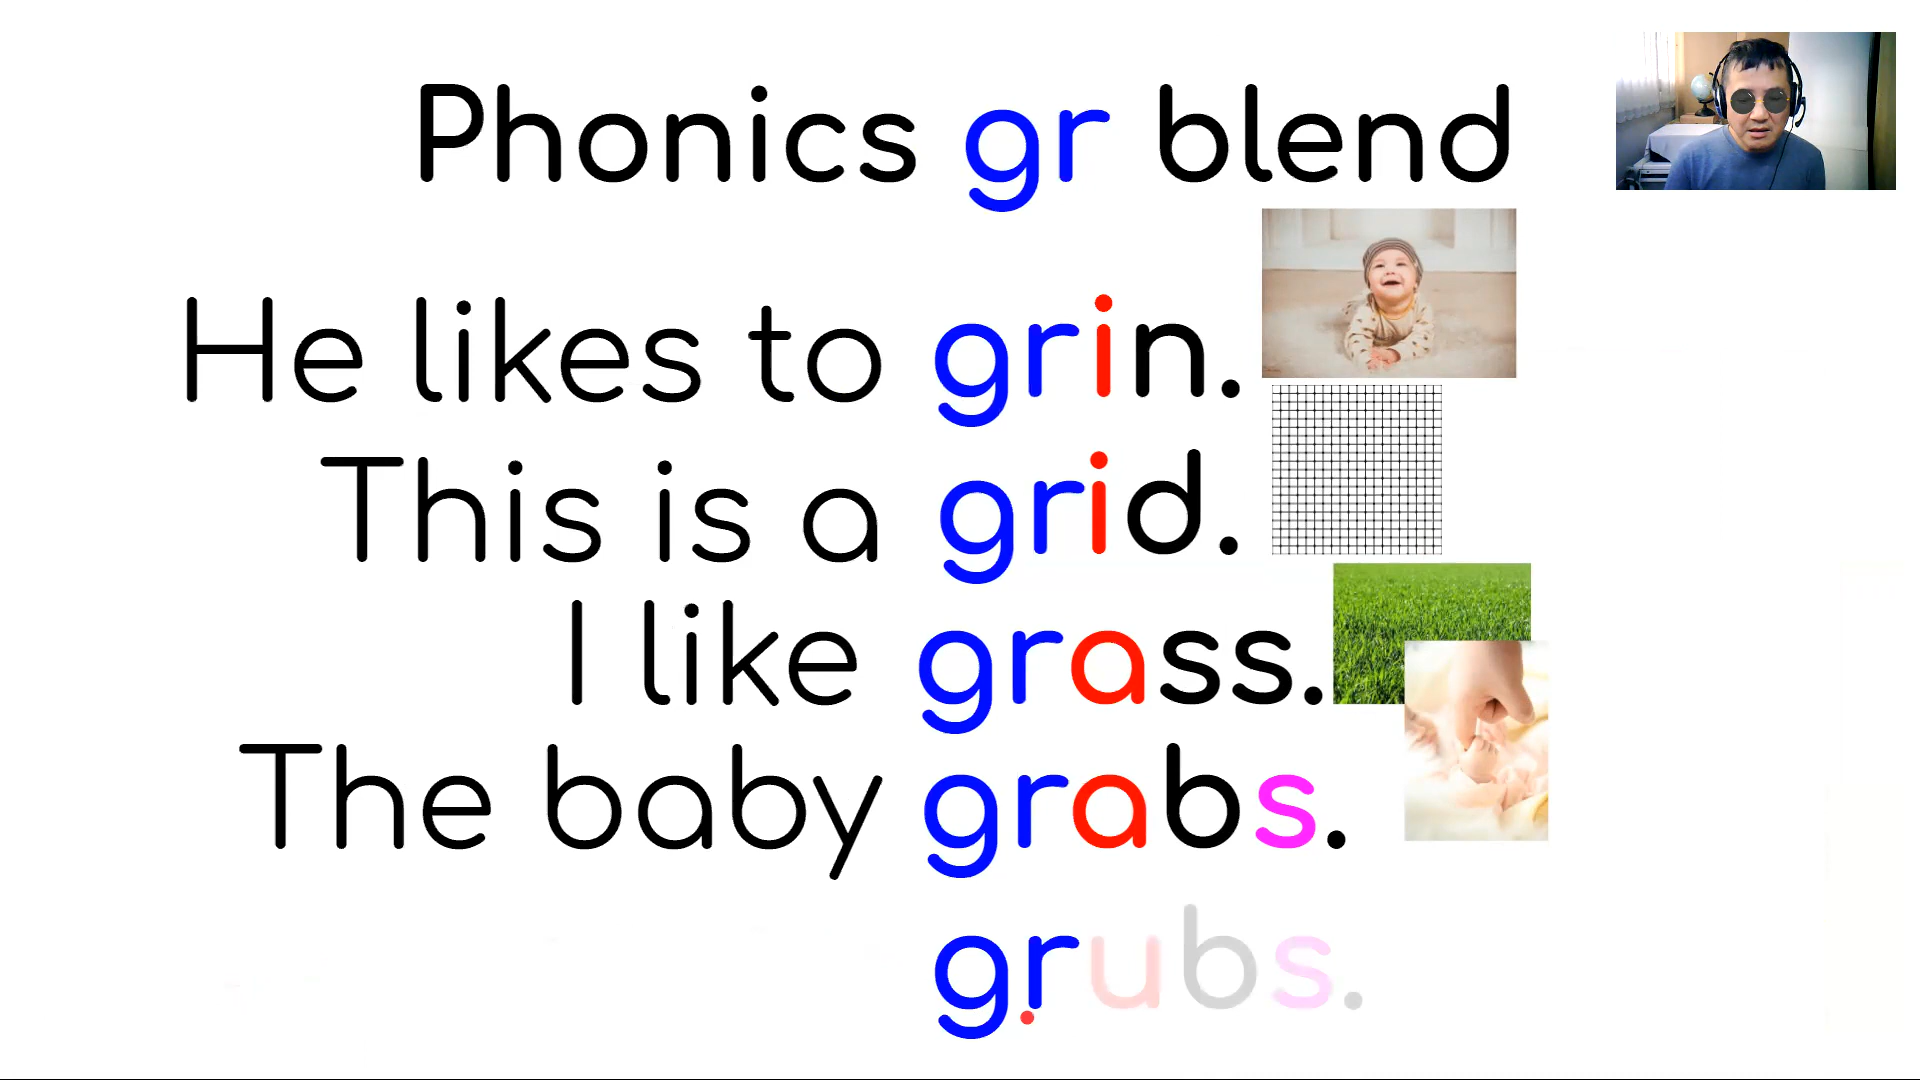 Phonics gr blend
He likes to grin.
This is a grid.
I like grass.
The baby grabs.
grubs.